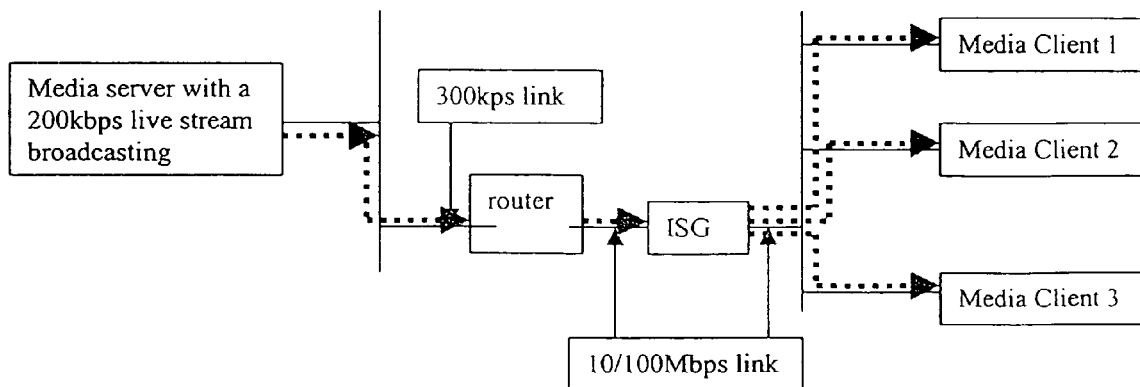 Media server with a
200kbps live stream
broadcasting
300kps link
router
ISG
10/100Mbps link
Media Client 1
Media Client 2
Media Client 3